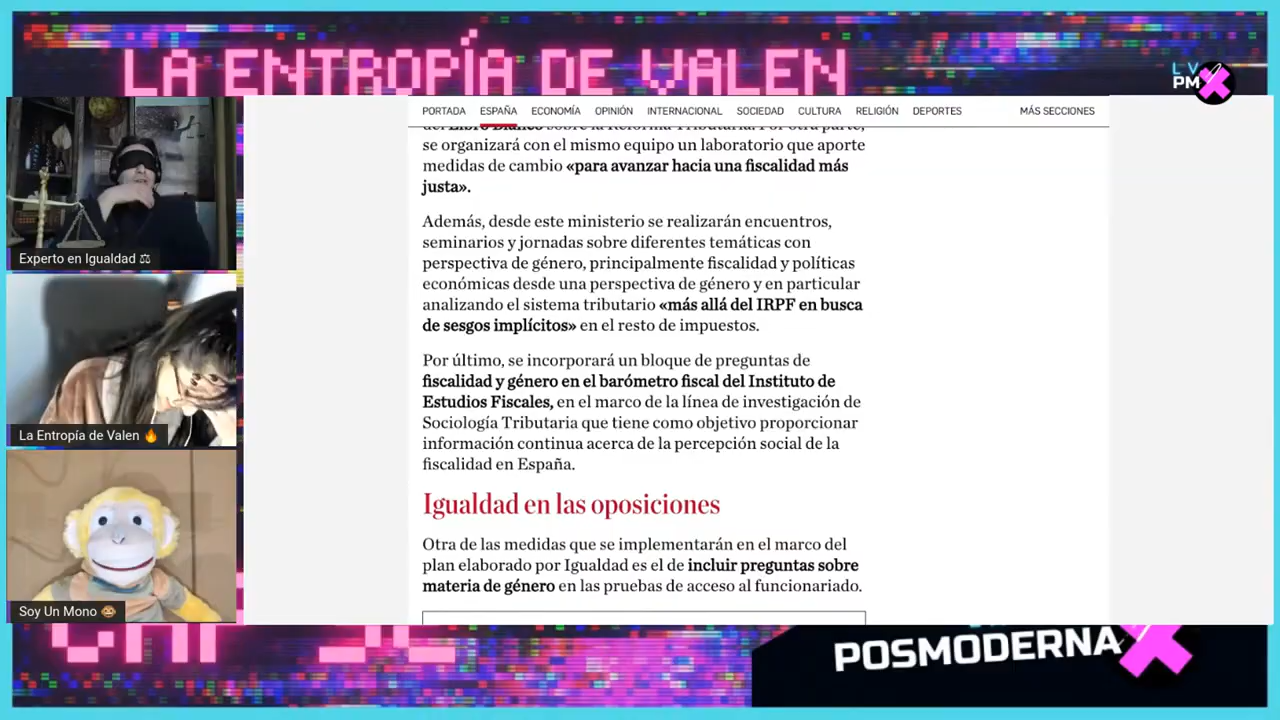 LA ENTROPÍA DE VALEN
LV
PM
PORTADA ESPAÑA ECONOMÍA OPINIÓN INTERNACIONAL SOCIEDAD CULTURA RELIGIÓN DEPORTES MÁS SECCIONES
del Libro Blanco sobre la Reforma Tributaria. Por otra parte,
se organizará con el mismo equipo un laboratorio que aporte
medidas de cambio «para avanzar hacia una fiscalidad más
justa».
Además, desde este ministerio se realizarán encuentros,
seminarios y jornadas sobre diferentes temáticas con
perspectiva de género, principalmente fiscalidad y políticas
económicas desde una perspectiva de género y en particular
analizando el sistema tributario «más allá del IRPF en busca
de sesgos implícitos» en el resto de impuestos.
Por último, se incorporará un bloque de preguntas de
fiscalidad y género en el barómetro fiscal del Instituto de
Estudios Fiscales, en el marco de la línea de investigación de
Sociología Tributaria que tiene como objetivo proporcionar
información continua acerca de la percepción social de la
fiscalidad en España.
Igualdad en las oposiciones
Otra de las medidas que se implementarán en el marco del
plan elaborado por Igualdad es el de incluir preguntas sobre
materia de género en las pruebas de acceso al funcionariado.
Experto en Igualdad ⚖
La Entropía de Valen 🔥
Soy Un Mono 🐵
POSMODERNA